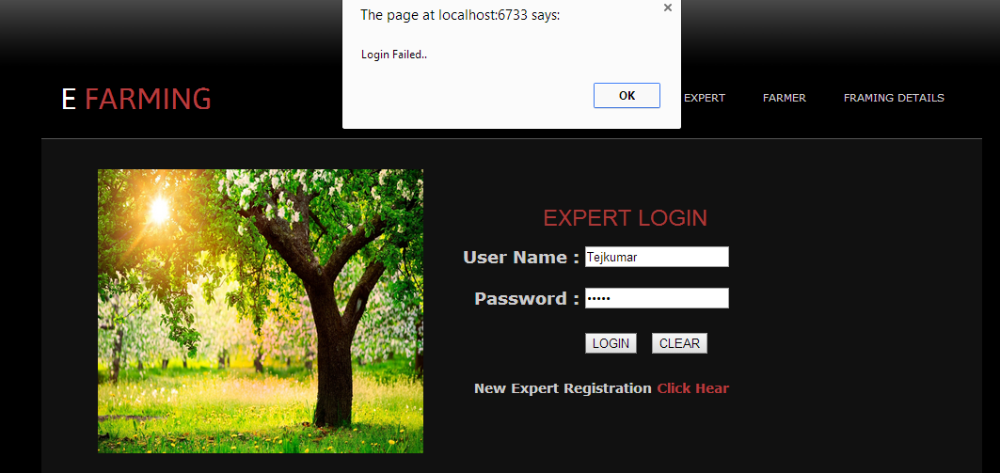 The page at localhost:6733 says:
Login Failed..
OK
E FARMING
EXPERT FARMER FRAMING DETAILS
EXPERT LOGIN
User Name : Tejkumar
Password : •••••
LOGIN CLEAR
New Expert Registration Click Hear